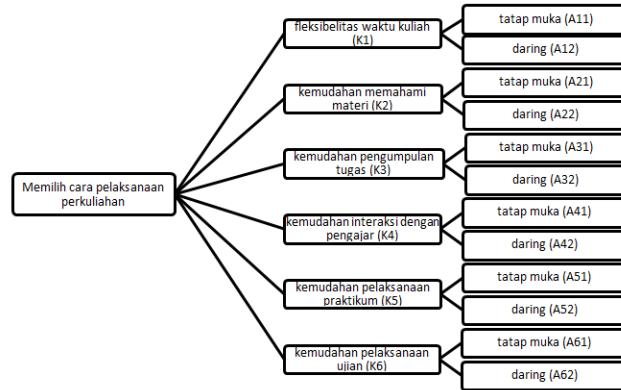 Memilih cara pelaksanaan
perkuliahan
fleksibelitas waktu kuliah
(K1)
tatap muka (A11)
daring (A12)
kemudahan memahami
materi (K2)
tatap muka (A21)
daring (A22)
kemudahan pengumpulan
tugas (K3)
tatap muka (A31)
daring (A32)
kemudahan interaksi dengan
pengajar (K4)
tatap muka (A41)
daring (A42)
kemudahan pelaksanaan
praktikum (K5)
tatap muka (A51)
daring (A52)
kemudahan pelaksanaan
ujian (K6)
tatap muka (A61)
daring (A62)